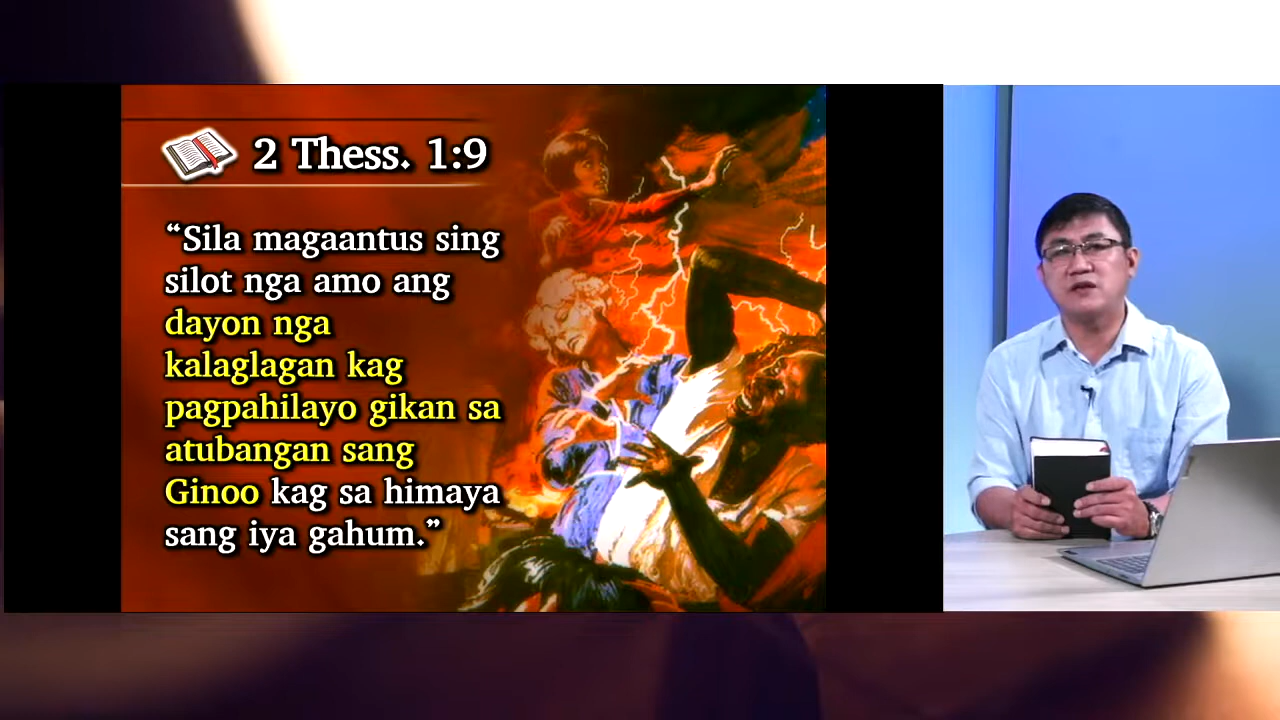 2 Thess. 1:9
“Sila magaantus sing
silot nga amo ang
dayon nga
kalaglagan kag
pagpahilayo gikan sa
atubangan sang
Ginoo kag sa himaya
sang iya gahum.”